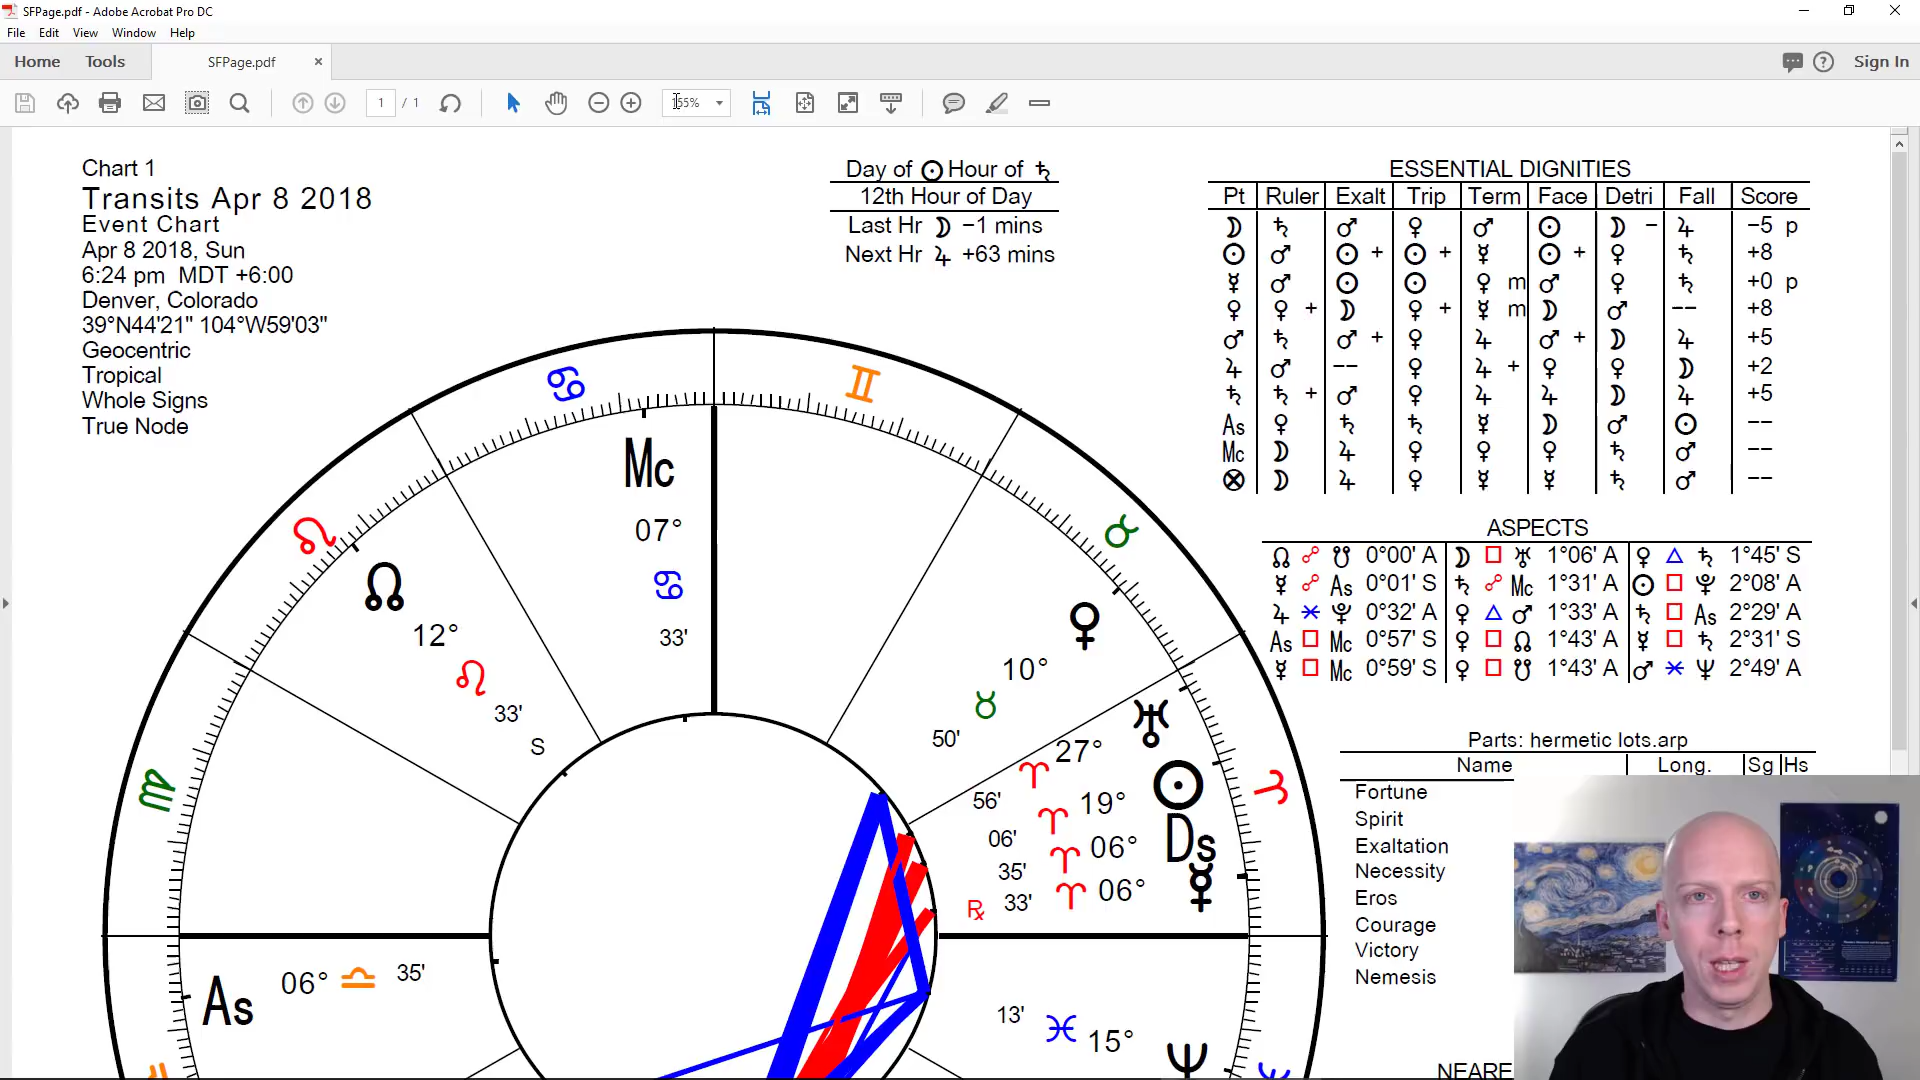 SFPage.pdf - Adobe Acrobat Pro DC
File Edit View Window Help
Home Tools SFPage.pdf × Sign In
1 / 1 155%
Chart 1
Transits Apr 8 2018
Event Chart
Apr 8 2018, Sun
6:24 pm MDT +6:00
Denver, Colorado
39°N44'21" 104°W59'03"
Geocentric
Tropical
Whole Signs
True Node
Day of ☉ Hour of ♄
12th Hour of Day
Last Hr ☽ −1 mins
Next Hr ♃ +63 mins
ESSENTIAL DIGNITIES
Pt Ruler Exalt Trip Term Face Detri Fall Score
☽ ♄ ♂ ♀ ♂ ☉ ☽ − ♃ −5 p
☉ ♂ ☉ + ☉ + ☿ ☉ + ♀ ♄ +8
☿ ♂ ☉ ☉ ♀ m ♂ ♀ ♄ +0 p
♀ ♀ + ☽ ♀ + ☿ m ☽ ♂ −− +8
♂ ♄ ♂ + ♀ ♃ ♂ + ☽ ♃ +5
♃ ♂ −− ♀ ♃ + ♀ ♀ ☽ +2
♄ ♄ + ♂ ♀ ♃ ♃ ☽ ♃ +5
As ♀ ♄ ♄ ☿ ☽ ♂ ☉ −−
Mc ☽ ♃ ♀ ♀ ♀ ♄ ♂ −−
⊗ ☽ ♃ ♀ ☿ ☿ ♄ ♂ −−
ASPECTS
☊ ☍ ☋ 0°00' A ☽ □ ♅ 1°06' A ♀ △ ♄ 1°45' S
☿ ☍ As 0°01' S ♄ ☍ Mc 1°31' A ☉ □ ♇ 2°08' A
♃ ⚹ ♇ 0°32' A ♀ △ ♂ 1°33' A ♄ □ As 2°29' A
As □ Mc 0°57' S ♀ □ ☊ 1°43' A ☿ □ ♄ 2°31' S
☿ □ Mc 0°59' S ♀ □ ☋ 1°43' A ♂ ⚹ ♆ 2°49' A
Parts: hermetic lots.arp
Name Long. Sg Hs
Fortune
Spirit
Exaltation
Necessity
Eros
Courage
Victory
Nemesis
NEARE
♋ ♊
♌ ♉
♍ ♈
Mc
07°
♋
33'
☊
12°
♌
33'
S
♀
10°
♉
50'
♅
27° ♈ 56'
☉
19° ♈ 06'
Ds
06° ♈ 35'
☿
06° ♈ 33' ℞
As 06° ♎ 35'
13' ♓ 15° ♆